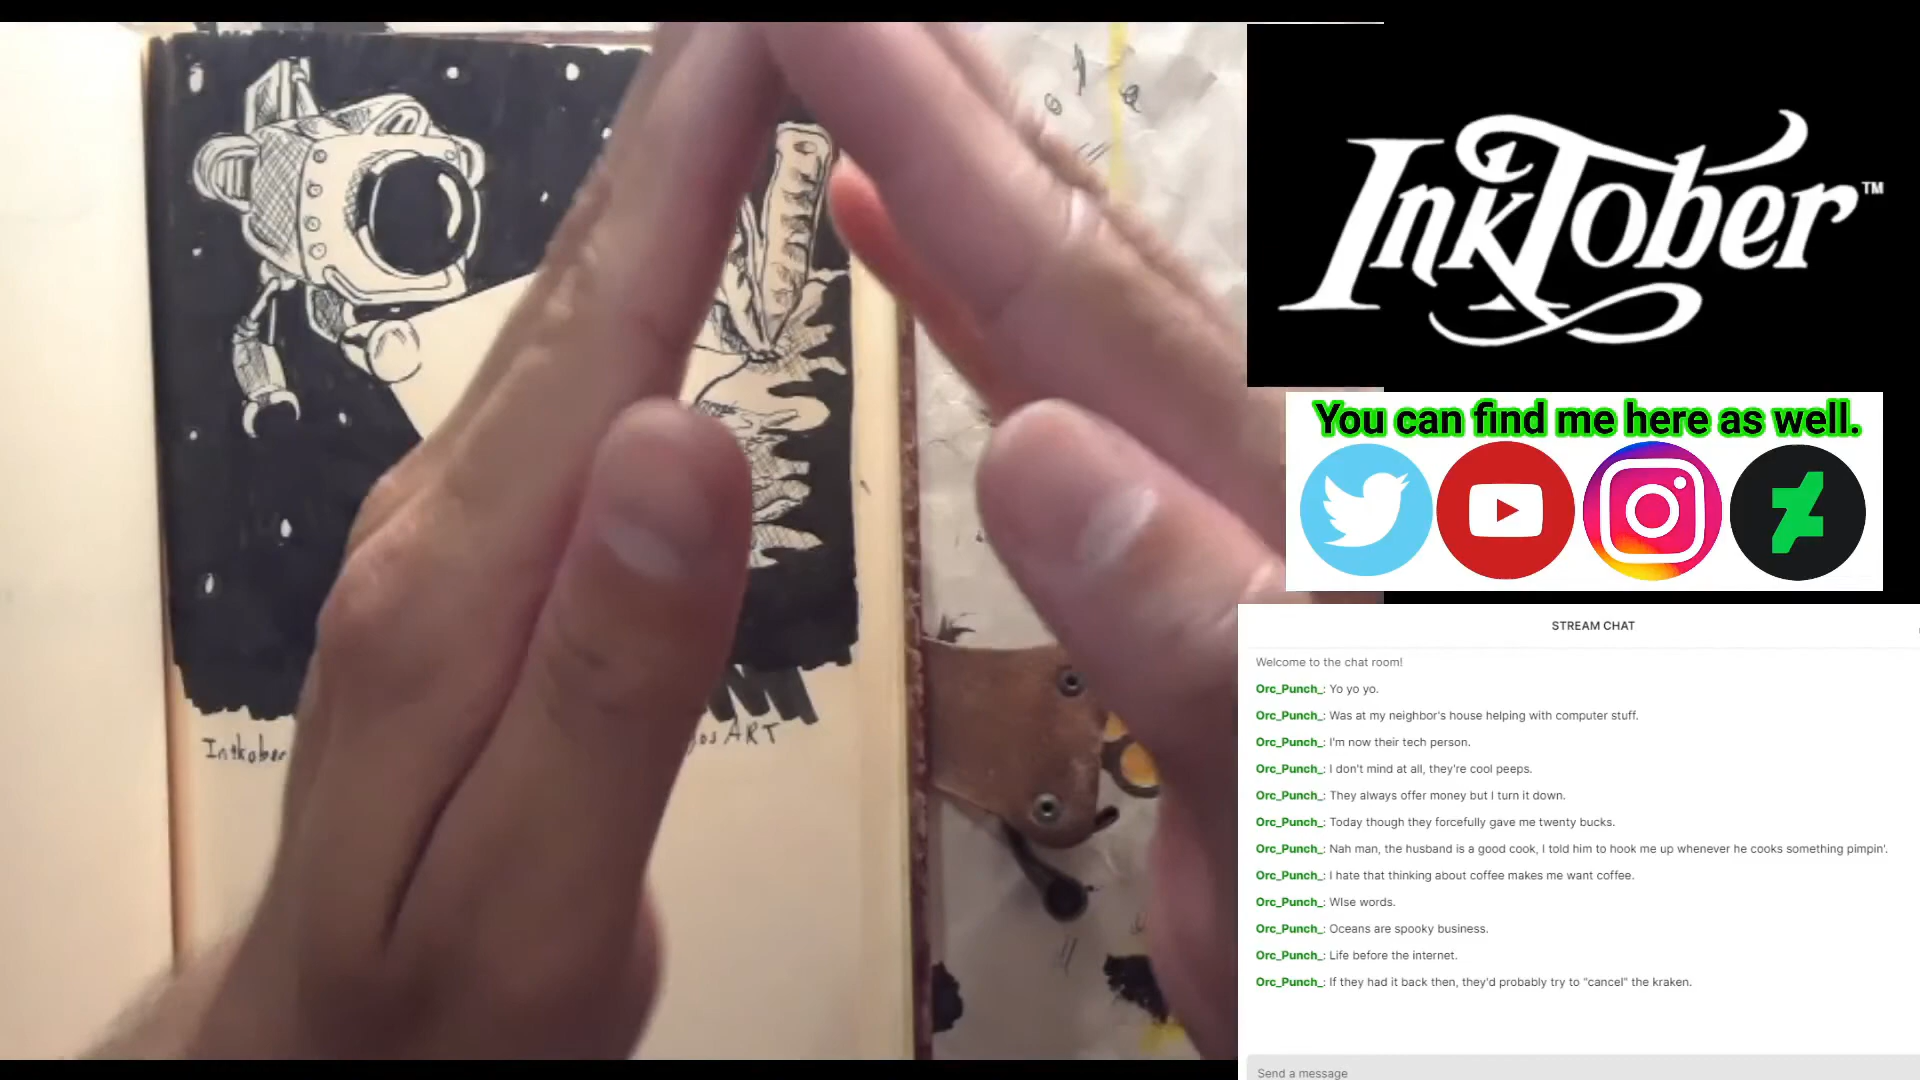 InkTober™
You can find me here as well.
STREAM CHAT
Welcome to the chat room!
Orc_Punch_: Yo yo yo.
Orc_Punch_: Was at my neighbor's house helping with computer stuff.
Orc_Punch_: I'm now their tech person.
Orc_Punch_: I don't mind at all, they're cool peeps.
Orc_Punch_: They always offer money but I turn it down.
Orc_Punch_: Today though they forcefully gave me twenty bucks.
Orc_Punch_: Nah man, the husband is a good cook, I told him to hook me up whenever he cooks something pimpin'.
Orc_Punch_: I hate that thinking about coffee makes me want coffee.
Orc_Punch_: WIse words.
Orc_Punch_: Oceans are spooky business.
Orc_Punch_: Life before the internet.
Orc_Punch_: If they had it back then, they'd probably try to "cancel" the kraken.
Send a message
Intkober ART